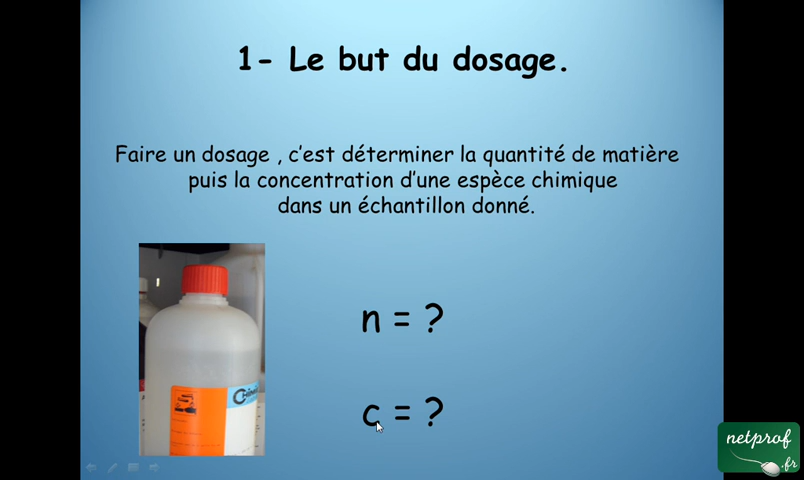 1- Le but du dosage.
Faire un dosage , c'est déterminer la quantité de matière
puis la concentration d'une espèce chimique
dans un échantillon donné.
n = ?
c = ?
netprof
.fr